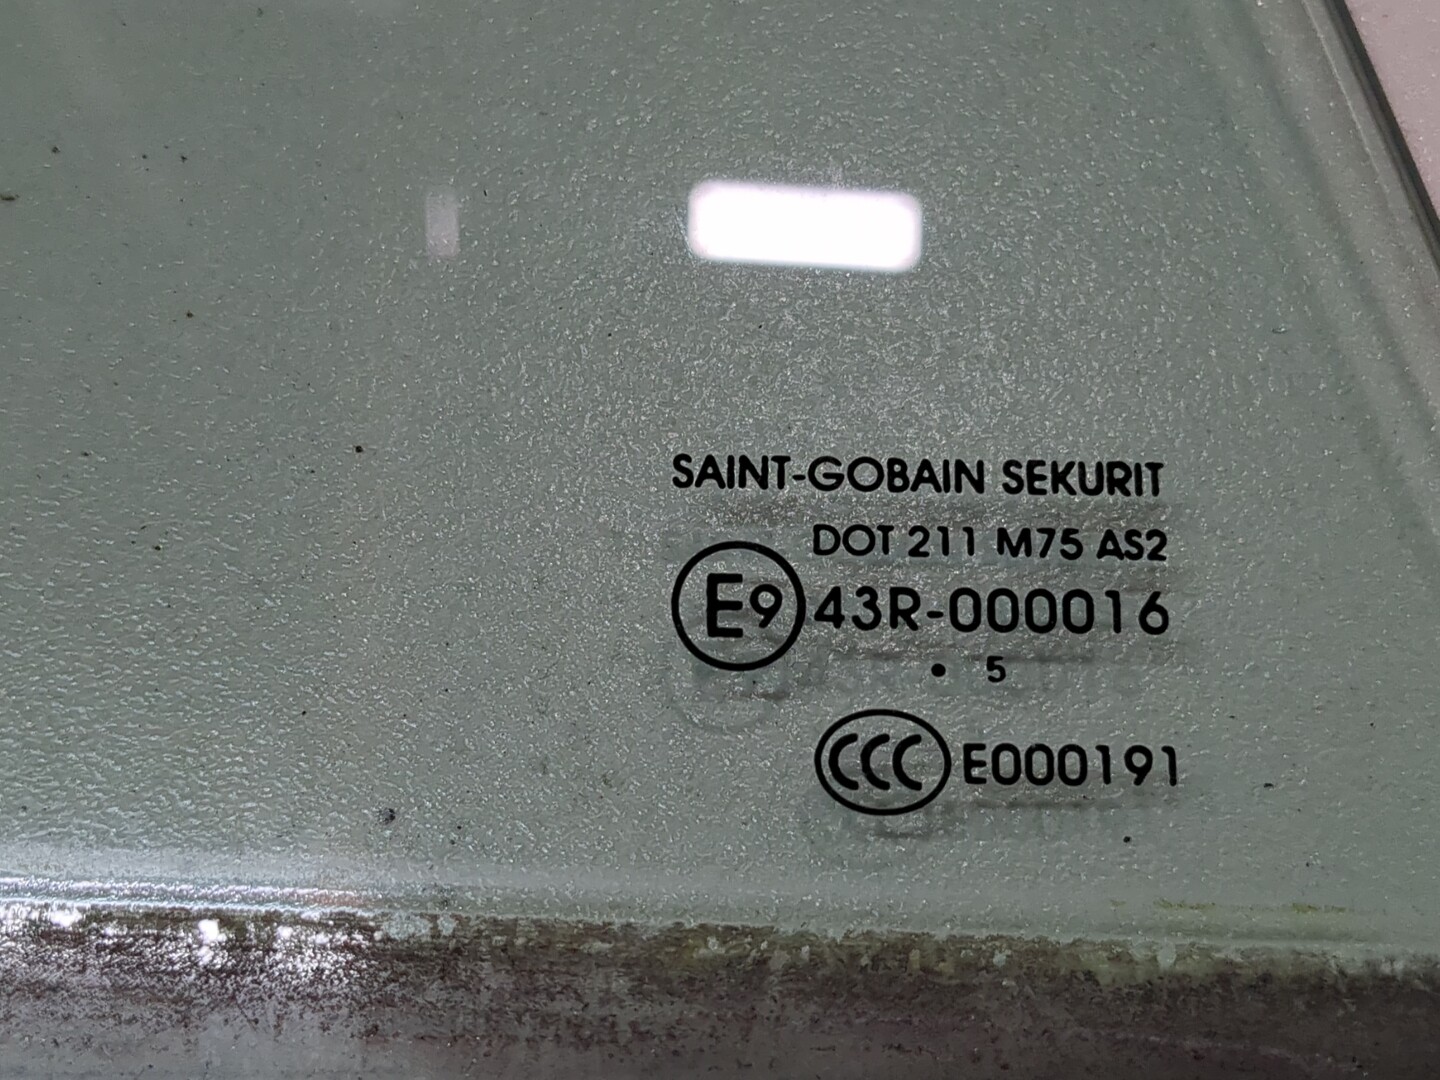 SAINT-GOBAIN SEKURIT
DOT 211 M75 AS2
E9 43R-000016
• 5
CCC E000191